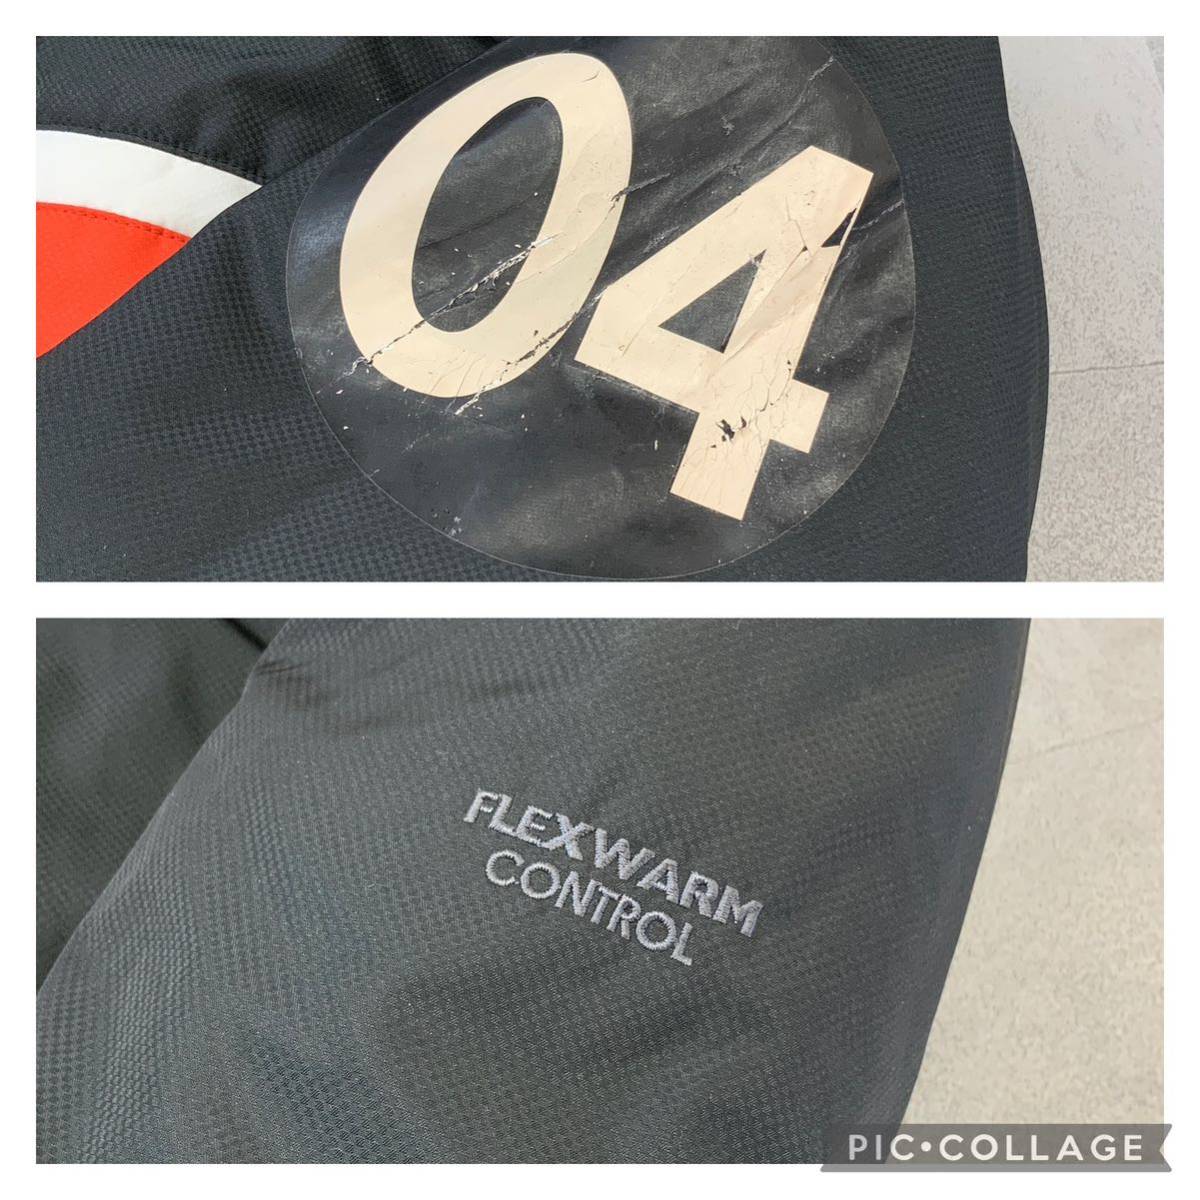 04
FLEXWARM
CONTROL
PIC•COLLAGE